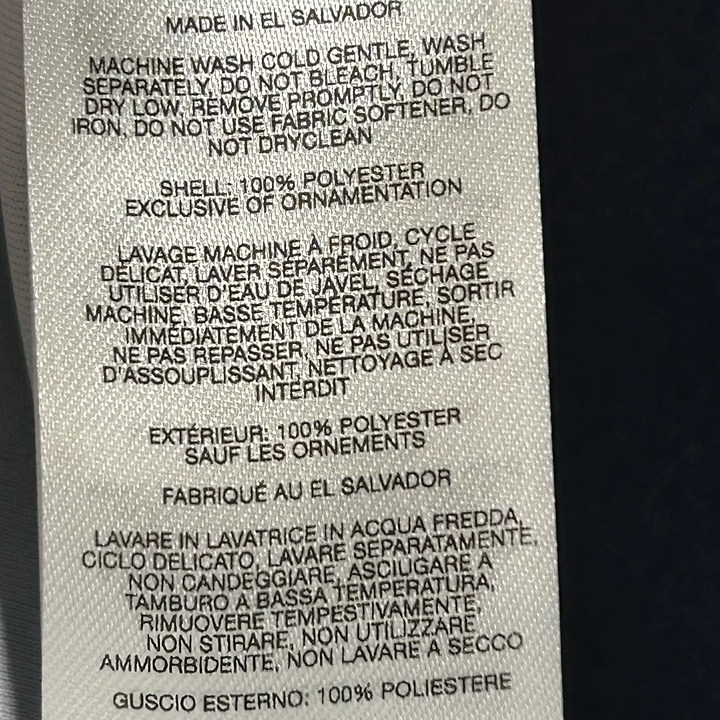 MADE IN EL SALVADOR
MACHINE WASH COLD GENTLE, WASH
SEPARATELY, DO NOT BLEACH, TUMBLE
DRY LOW, REMOVE PROMPTLY, DO NOT
IRON, DO NOT USE FABRIC SOFTENER, DO
NOT DRYCLEAN
SHELL: 100% POLYESTER
EXCLUSIVE OF ORNAMENTATION
LAVAGE MACHINE À FROID, CYCLE
DÉLICAT, LAVER SÉPARÉMENT, NE PAS
UTILISER D'EAU DE JAVEL, SÉCHAGE
MACHINE, BASSE TEMPÉRATURE, SORTIR
IMMÉDIATEMENT DE LA MACHINE,
NE PAS REPASSER, NE PAS UTILISER
D'ASSOUPLISSANT, NETTOYAGE À SEC
INTERDIT
EXTÉRIEUR: 100% POLYESTER
SAUF LES ORNEMENTS
FABRIQUÉ AU EL SALVADOR
LAVARE IN LAVATRICE IN ACQUA FREDDA,
CICLO DELICATO, LAVARE SEPARATAMENTE,
NON CANDEGGIARE, ASCIUGARE A
TAMBURO A BASSA TEMPERATURA,
RIMUOVERE TEMPESTIVAMENTE,
NON STIRARE, NON UTILIZZARE
AMMORBIDENTE, NON LAVARE A SECCO
GUSCIO ESTERNO: 100% POLIESTERE